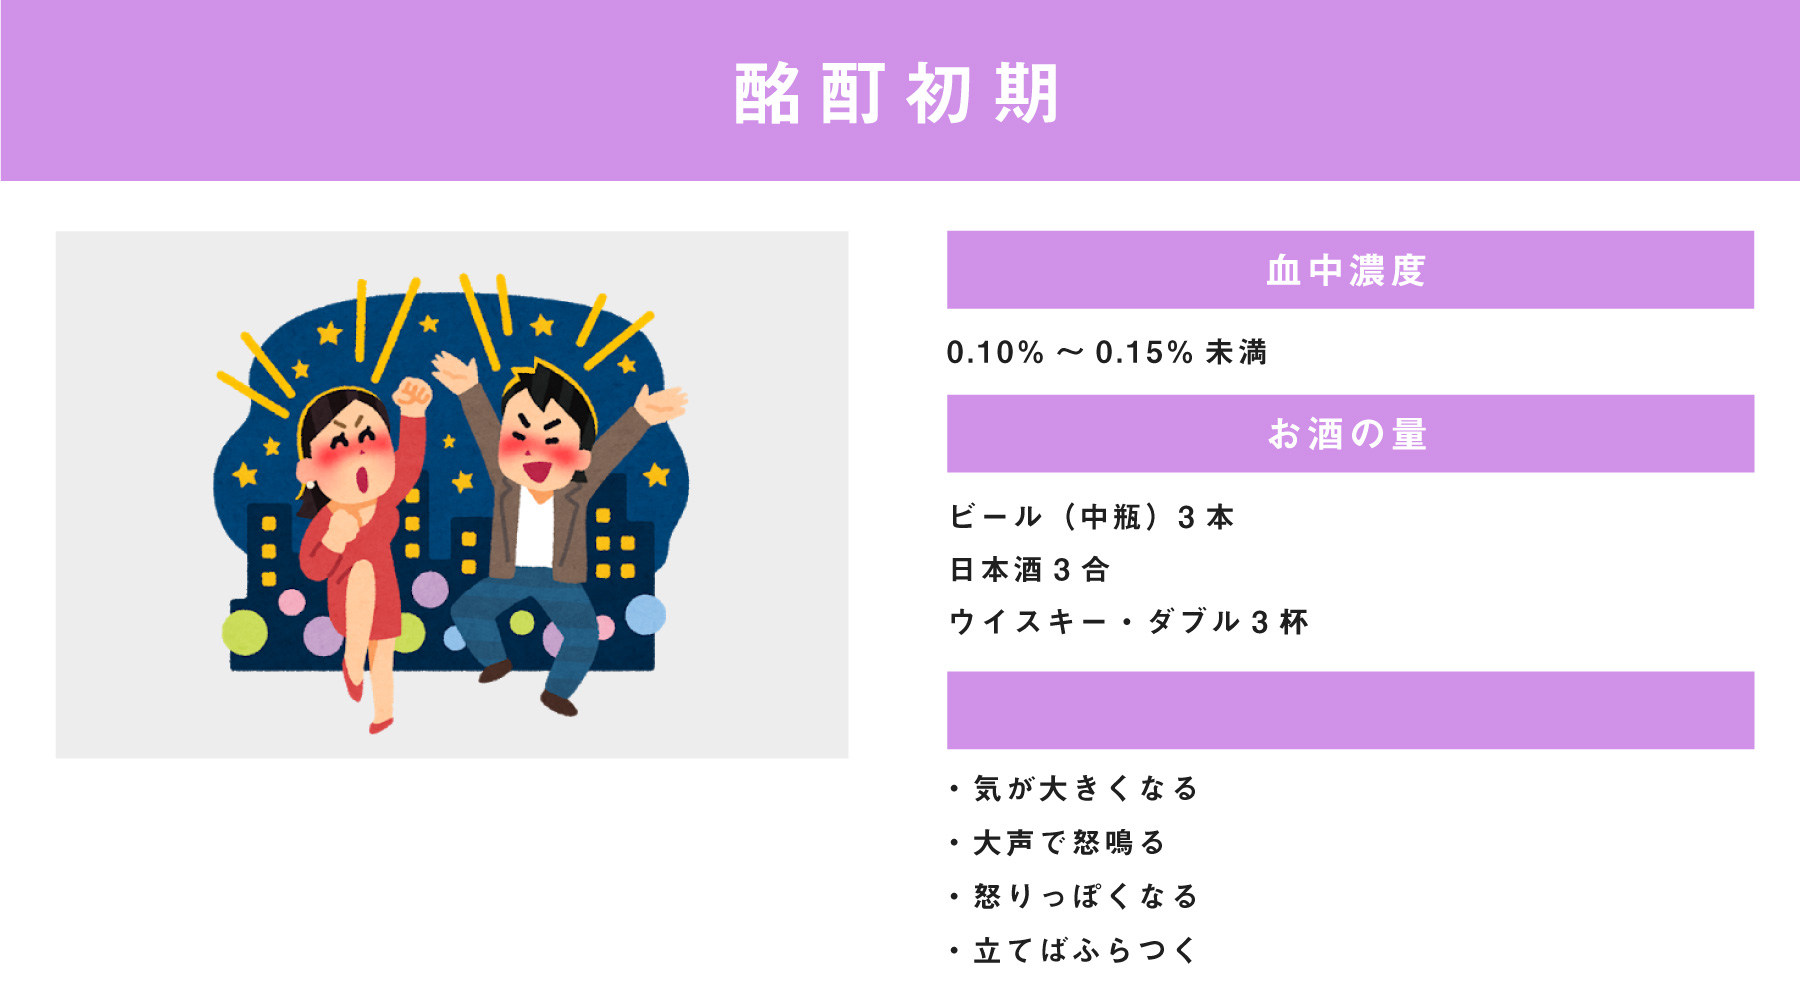 酩酊初期
血中濃度
0.10% ～ 0.15% 未満
お酒の量
ビール（中瓶）3 本
日本酒 3 合
ウイスキー・ダブル 3 杯
・気が大きくなる
・大声で怒鳴る
・怒りっぽくなる
・立てばふらつく